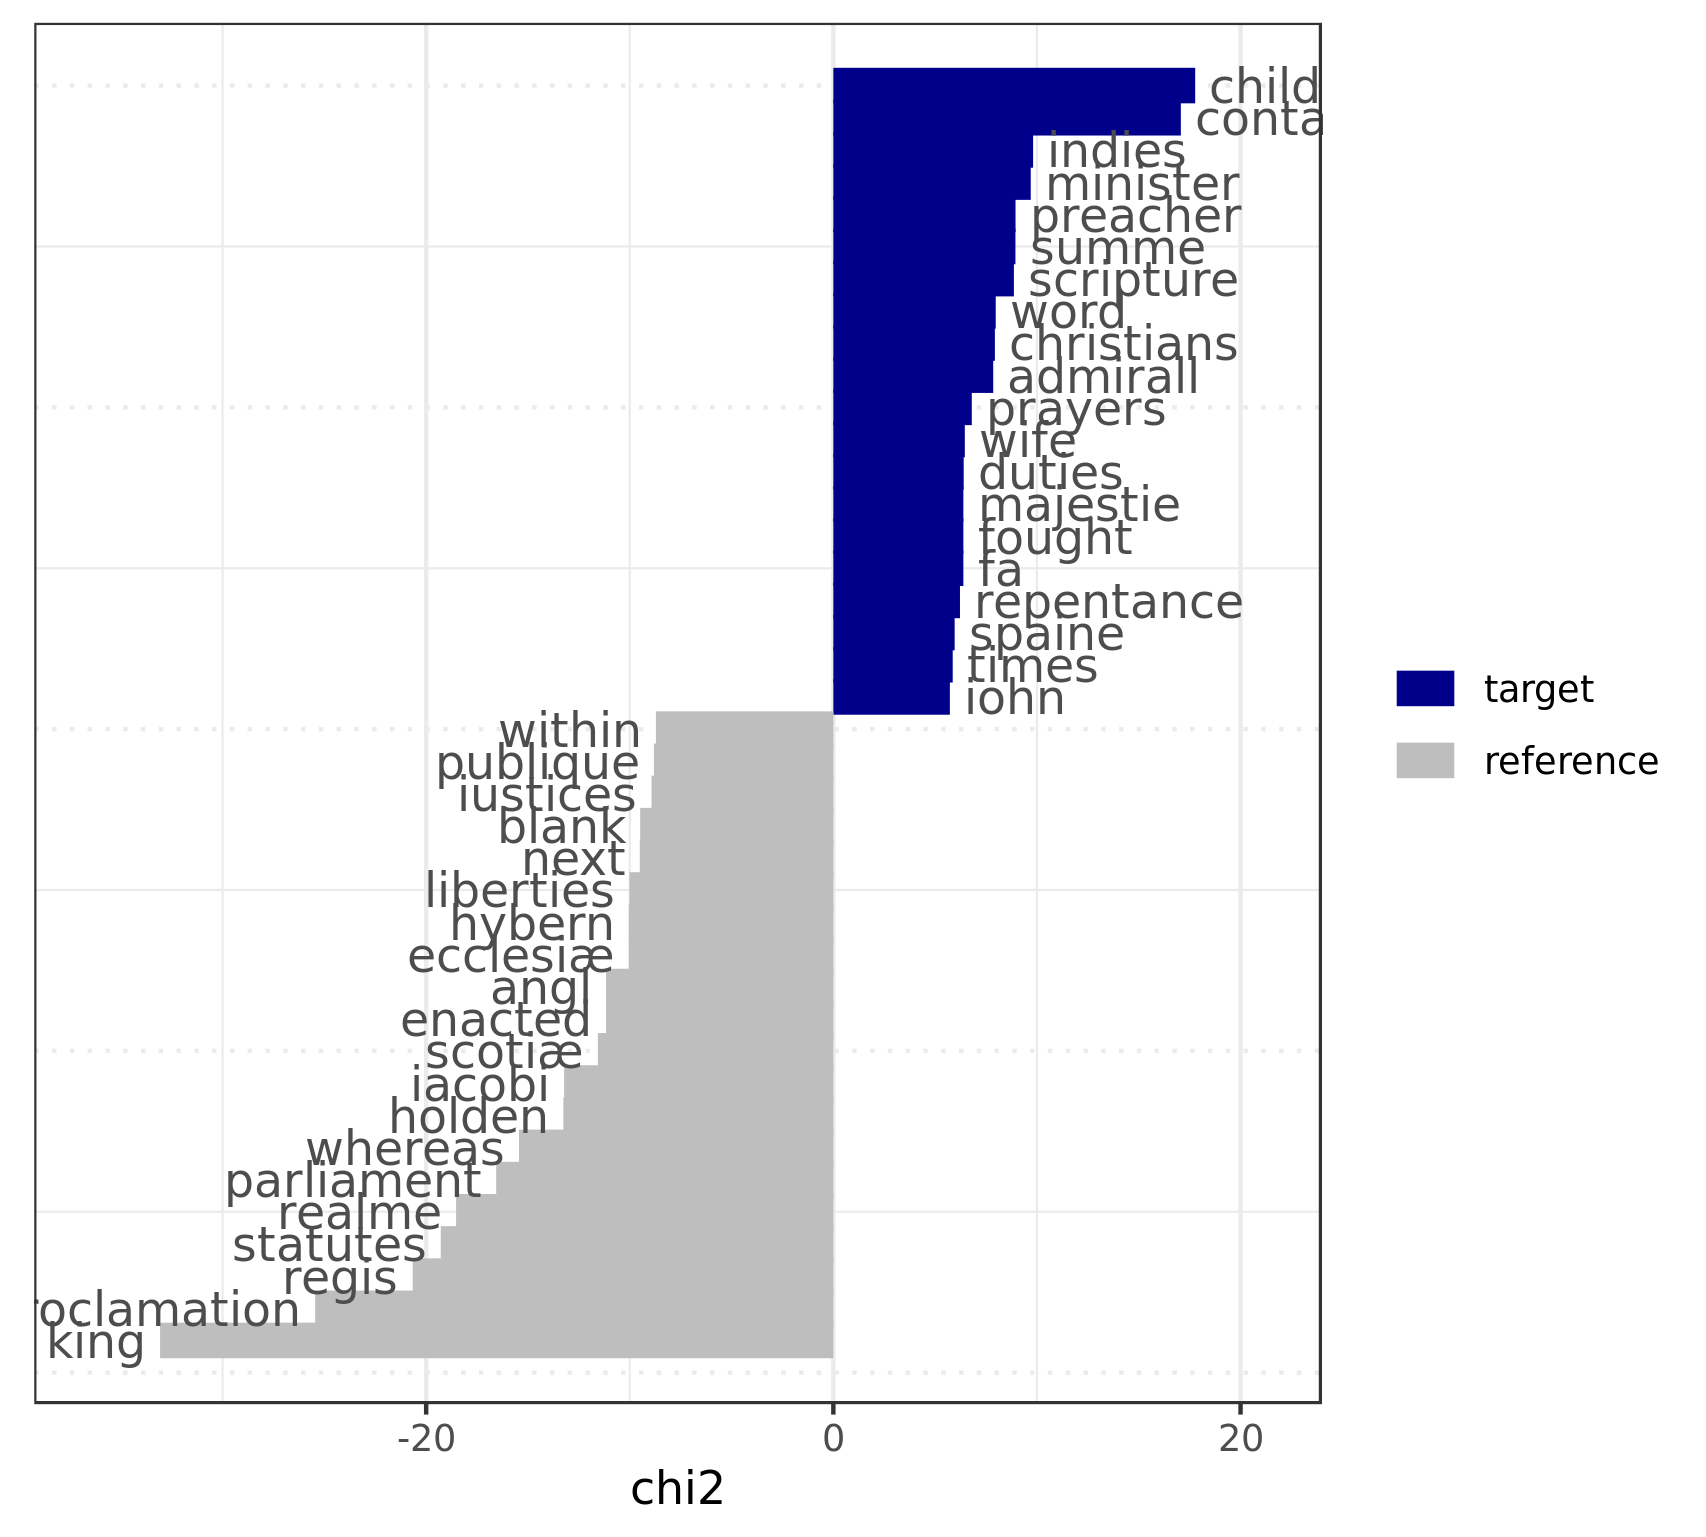 child
conta
indies
minister
preacher
summe
scripture
word
christians
admirall
prayers
wife
duties
majestie
fought
fa
repentance
spaine
times
iohn
within
publique
iustices
blank
next
liberties
hybern
ecclesiæ
angl
enacted
scotiæ
iacobi
holden
whereas
parliament
realme
statutes
regis
roclamation
king
target
reference
-20 0 20
chi2